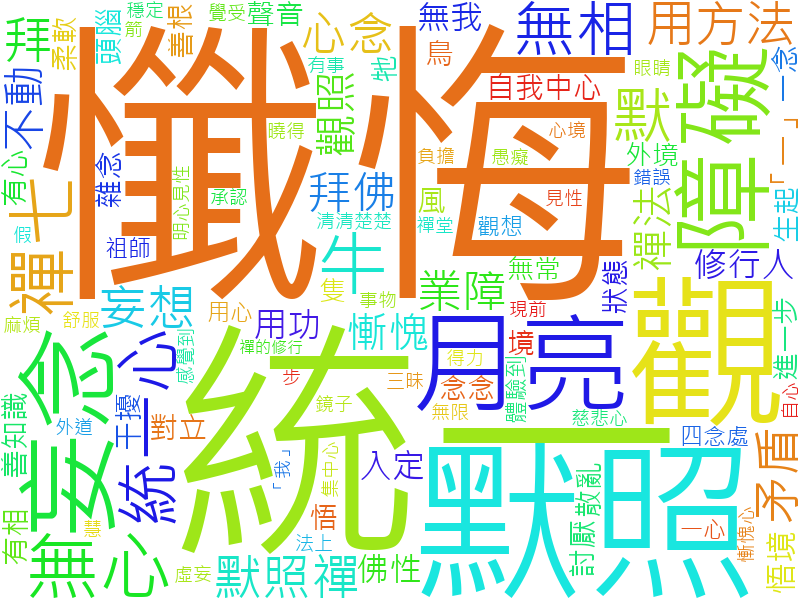 懺悔
統一
默照
觀
月亮
障礙
妄念
無心
無相
用方法
心念
無我
聲音
善根
穩定
箭
覺受
頭腦
柔軟
拜
不動
有事
牠
鳥
眼睛
一念
「一」
自我中心
默
觀照
曉得
心境
負擔
愚癡
外境
錯誤
有心
雜念
承認
拜佛
風
見性
生起
七
明心見性
清清楚楚
禪堂
觀想
禪法
假
祖師
牛
無常
修行人
禪
妄想
用心
隻
事物
業障
現前
狀態
麻煩
舒服
用功
慚愧
境
進一步
禪的修行
得力
感覺到
心
步
三昧
念念
體驗到
自心
善知識
干擾
鏡子
無限
慈悲心
外道
對立
四念處
矛盾
統一
「我」
集中心
入定
散亂
討厭
一心
慚愧心
有相
慧
悟
法上
虛妄
默照禪
佛性
悟境